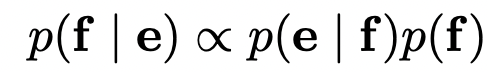 p(f | e) ∝ p(e | f)p(f)